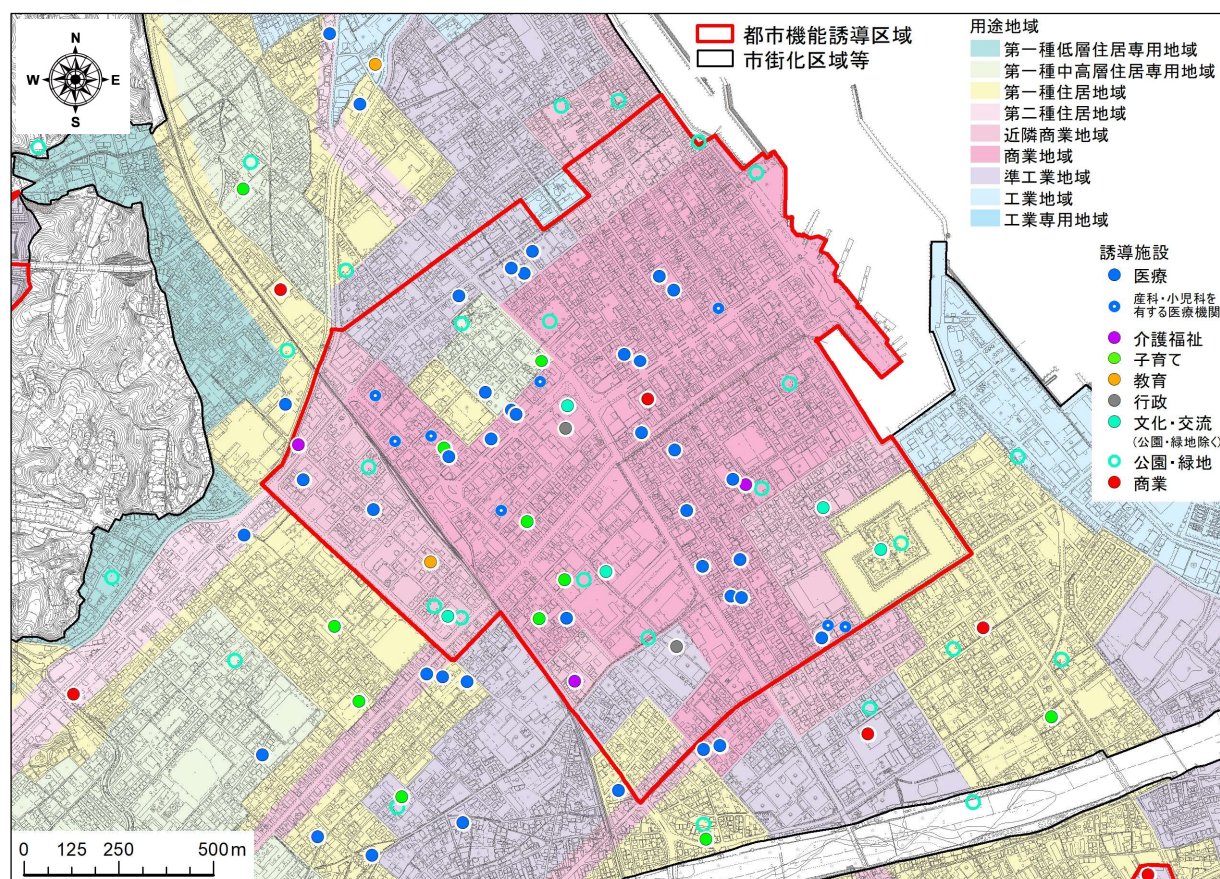 N
W
E
S
都市機能誘導区域
市街化区域等
用途地域
第一種低層住居専用地域
第一種中高層住居専用地域
第一種住居地域
第二種住居地域
近隣商業地域
商業地域
準工業地域
工業地域
工業専用地域
誘導施設
医療
産科・小児科を
有する医療機関
介護福祉
子育て
教育
行政
文化・交流
(公園・緑地除く)
公園・緑地
商業
0 125 250 500m